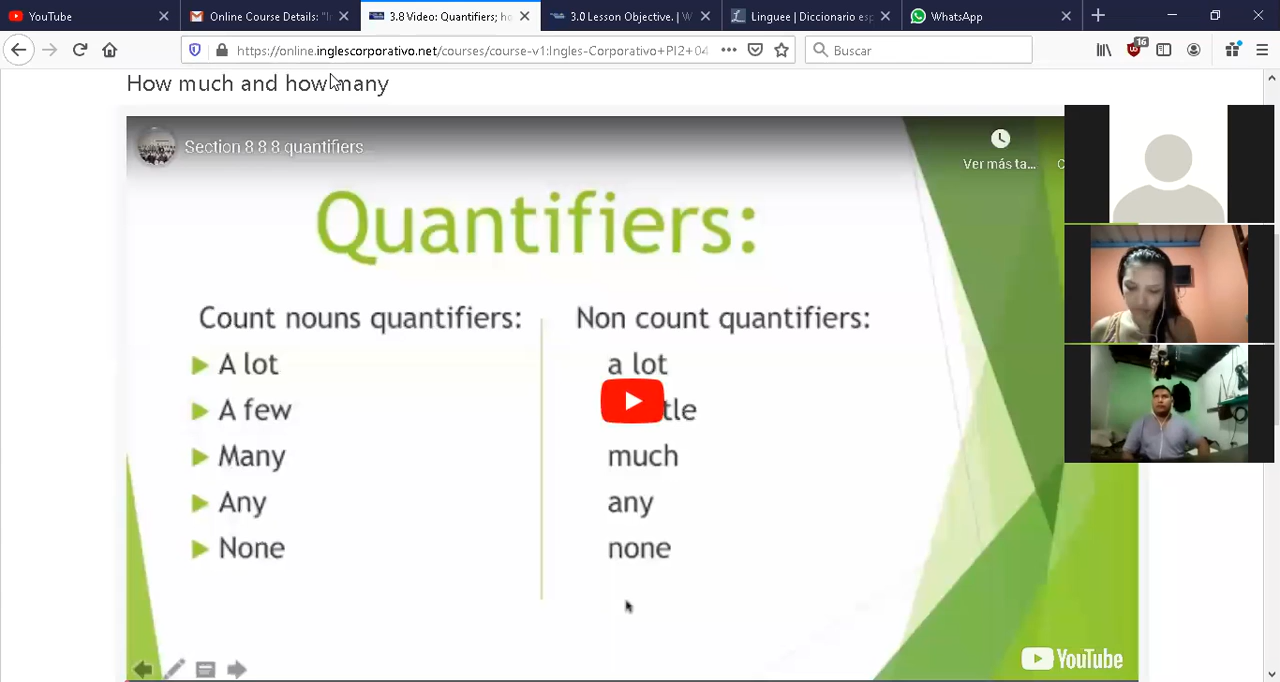 YouTube
Online Course Details: "I
3.8 Video: Quantifiers; ho
3.0 Lesson Objective. | W
Linguee | Diccionario esp
WhatsApp
https://online.inglescorporativo.net/courses/course-v1:Ingles-Corporativo+PI2+04
Buscar
16
How much and how many
Section 8 8 8 quantifiers
Ver más ta...
Quantifiers:
Count nouns quantifiers:
Non count quantifiers:
A lot
a lot
A few
Many
much
Any
any
None
none
YouTube